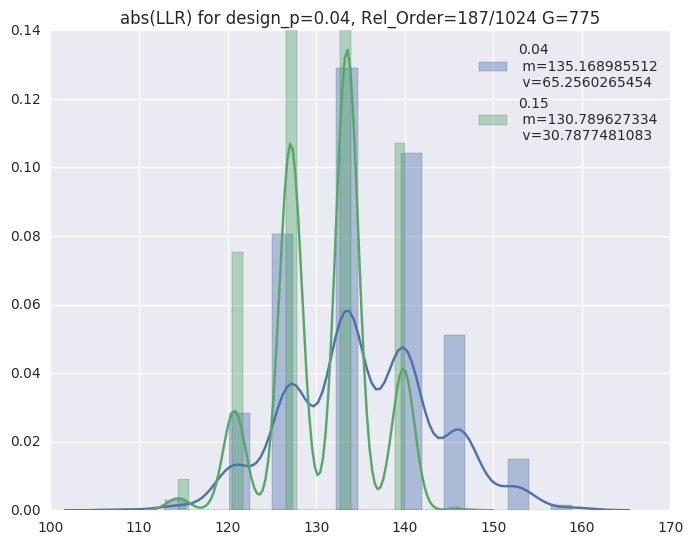 abs(LLR) for design_p=0.04, Rel_Order=187/1024 G=775
0.14
0.12
0.10
0.08
0.06
0.04
0.02
0.00
100 110 120 130 140 150 160 170
0.04
m=135.168985512
v=65.2560265454
0.15
m=130.789627334
v=30.7877481083